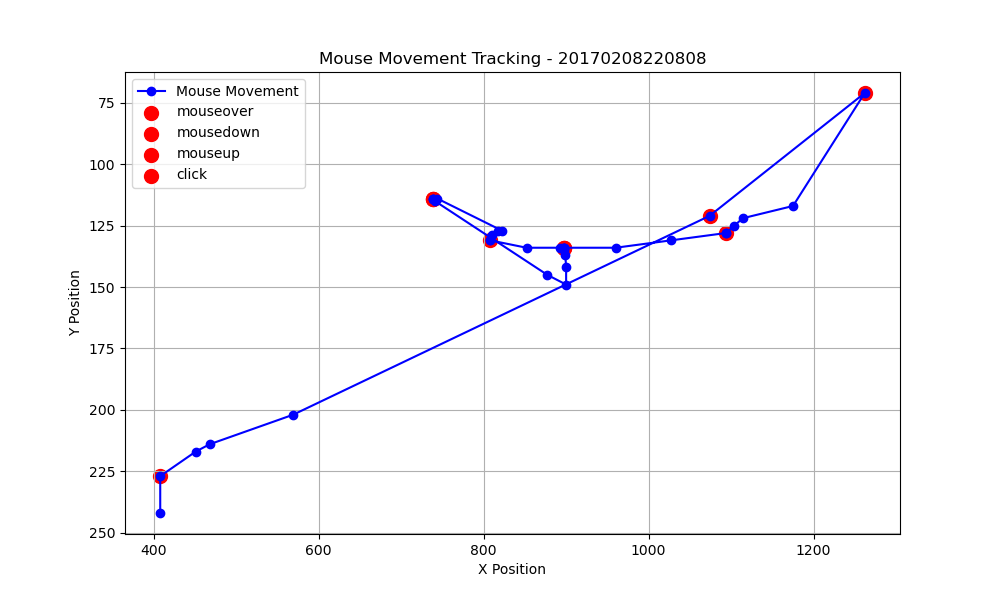 Mouse Movement Tracking - 20170208220808
Mouse Movement
mouseover
mousedown
mouseup
click
75
100
125
150
175
200
225
250
Y Position
400 600 800 1000 1200
X Position